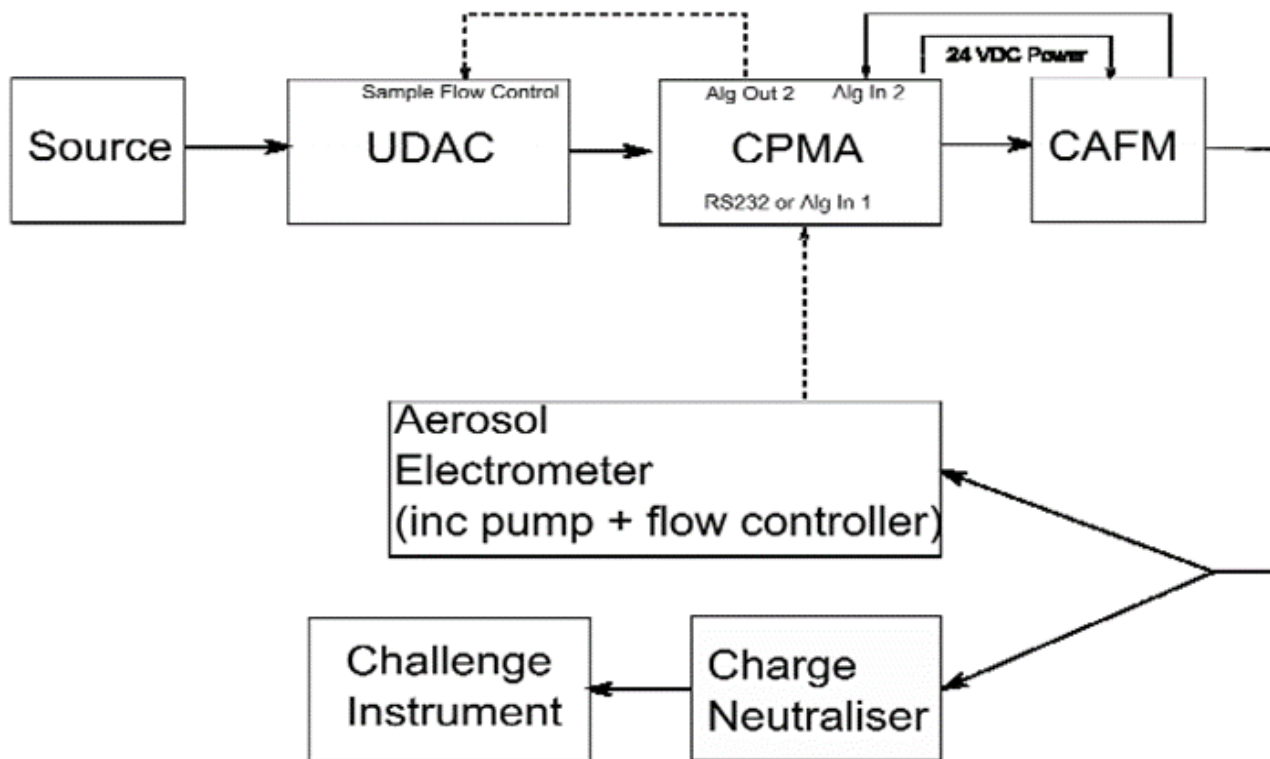 24 VDC Power
Sample Flow Control
Alg Out 2
Alg In 2
Source
UDAC
CPMA
CAFM
RS232 or Alg In 1
Aerosol
Electrometer
(inc pump + flow controller)
Challenge
Instrument
Charge
Neutraliser